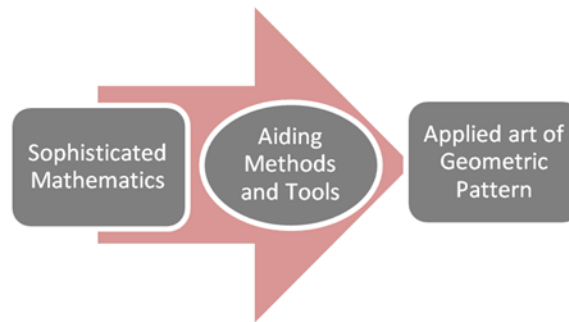 Sophisticated
Mathematics
Aiding
Methods
and Tools
Applied art of
Geometric
Pattern